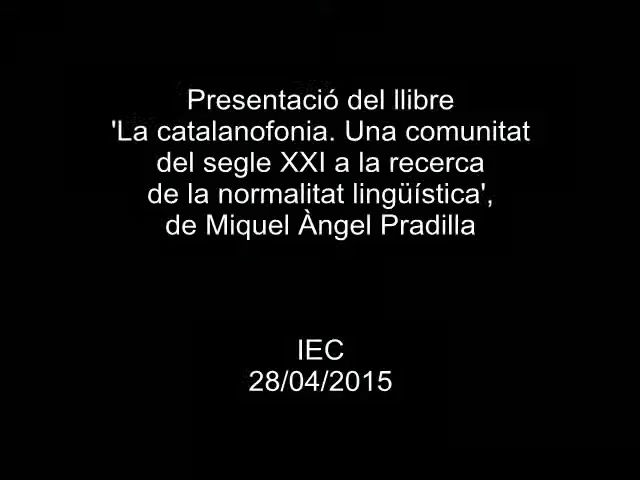 Presentació del llibre
'La catalanofonia. Una comunitat
del segle XXI a la recerca
de la normalitat lingüística',
de Miquel Àngel Pradilla
IEC
28/04/2015